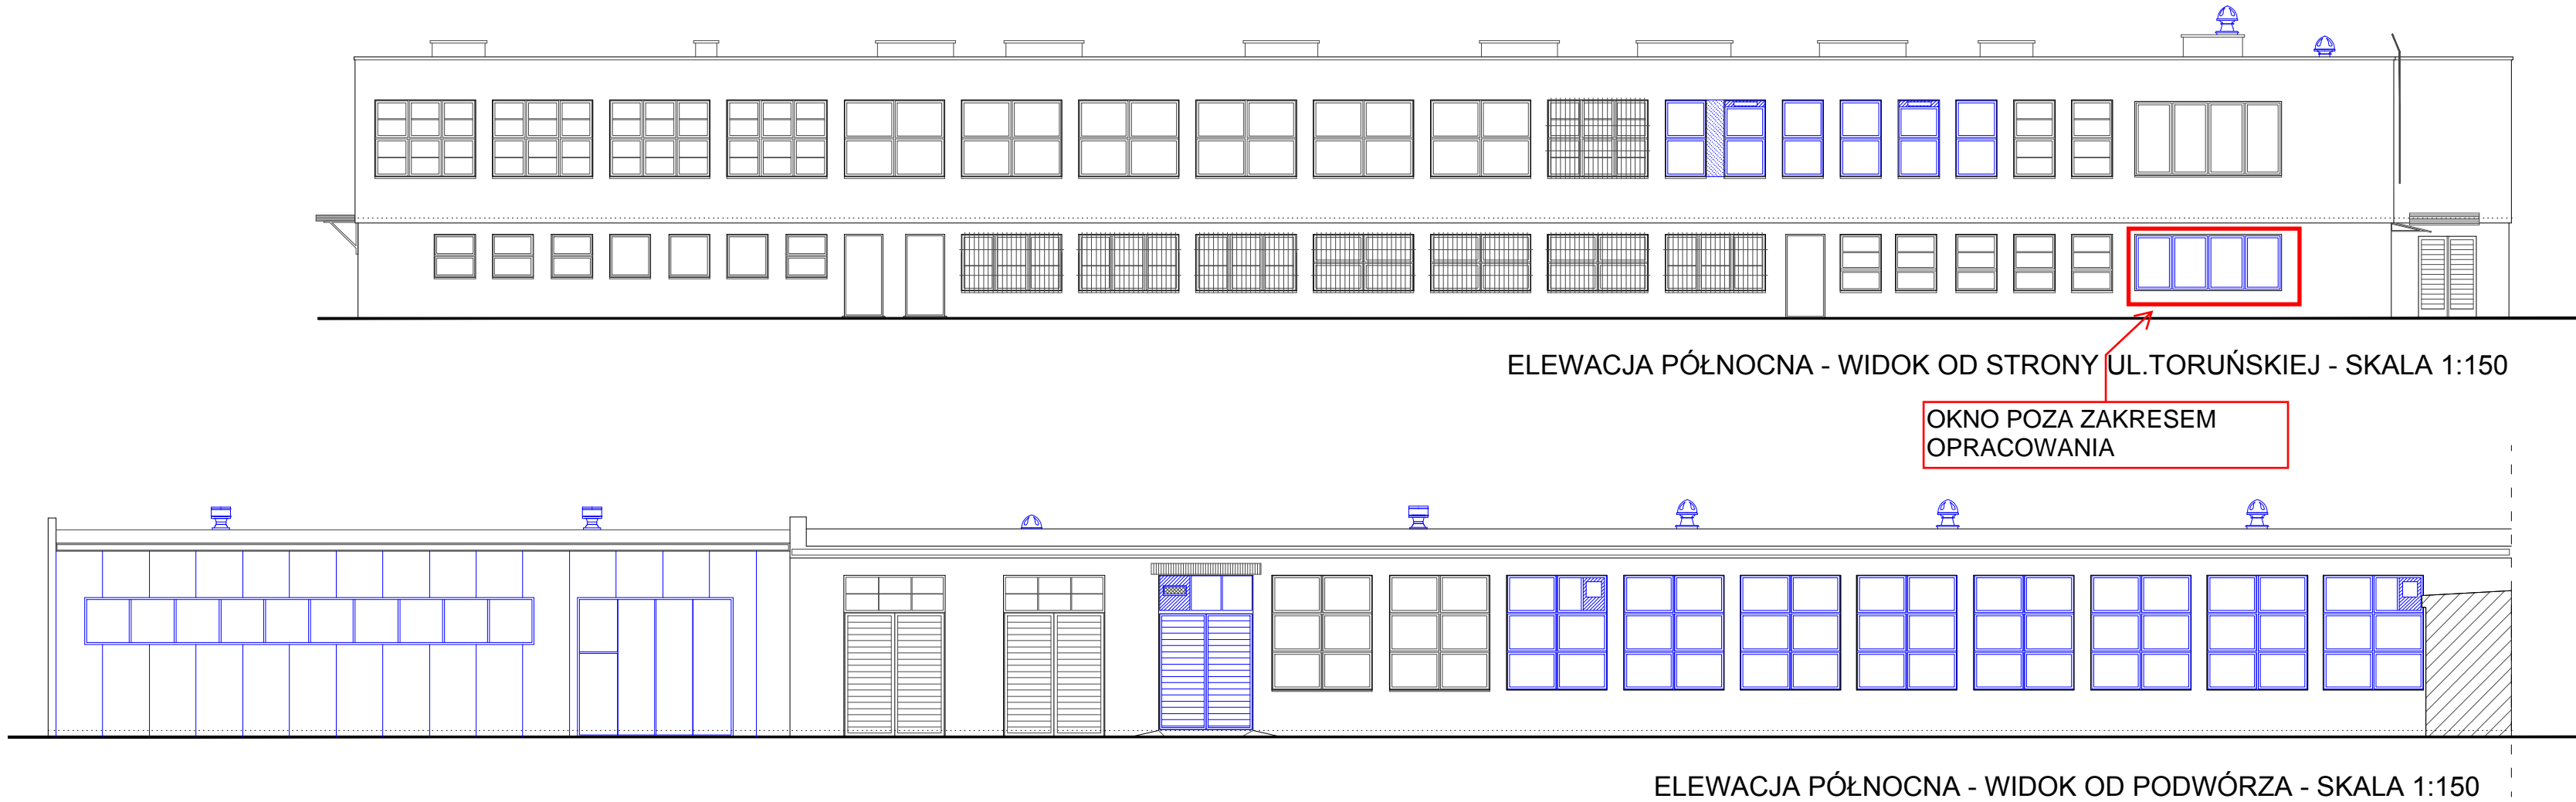 ELEWACJA PÓŁNOCNA - WIDOK OD STRONY UL.TORUŃSKIEJ - SKALA 1:150
OKNO POZA ZAKRESEM
OPRACOWANIA
ELEWACJA PÓŁNOCNA - WIDOK OD PODWÓRZA - SKALA 1:150